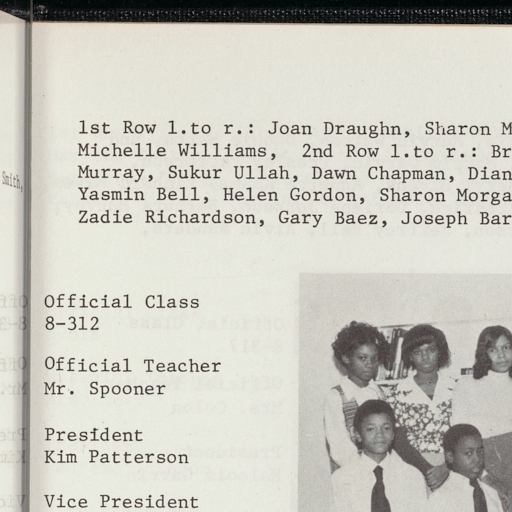 1st Row l.to r.: Joan Draughn, Sharon M
Michelle Williams, 2nd Row l.to r.: Br
Murray, Sukur Ullah, Dawn Chapman, Dian
Smith,
Yasmin Bell, Helen Gordon, Sharon Morga
Zadie Richardson, Gary Baez, Joseph Bar
Official Class
8-312
Official Teacher
Mr. Spooner
President
Kim Patterson
Vice President